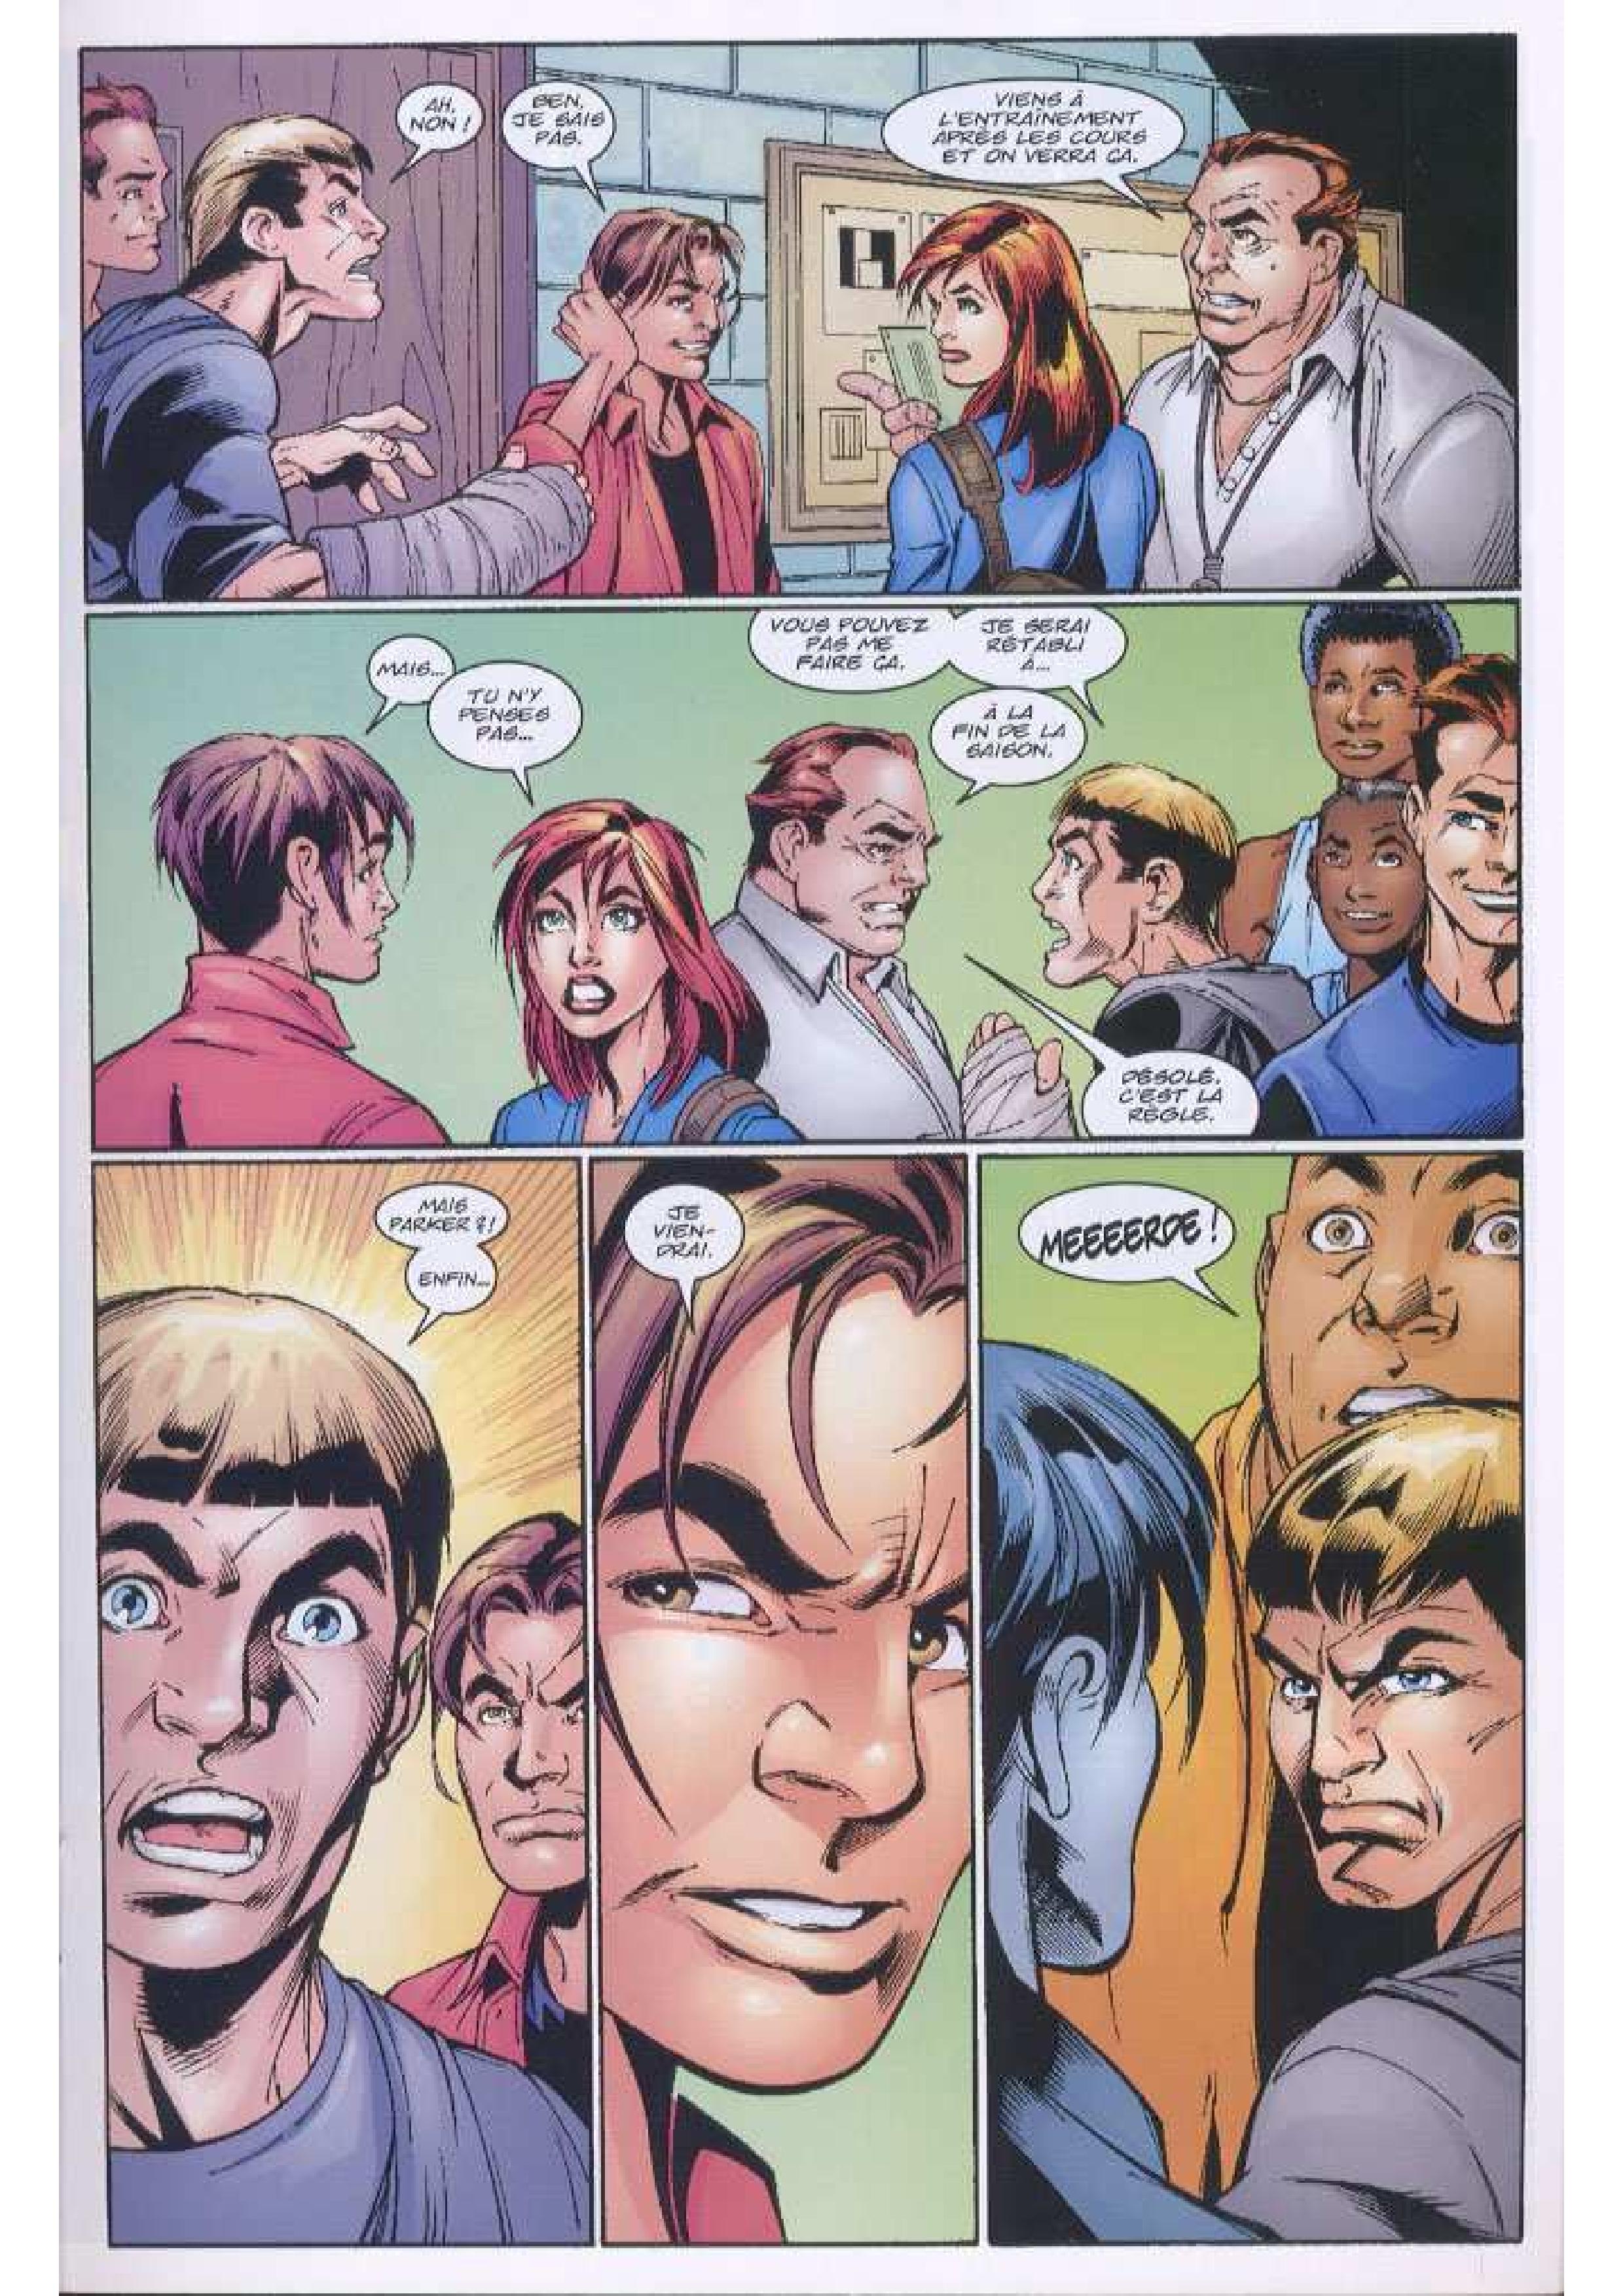 AH,
NON !
BEN,
JE SAIS
PAS.
VIENS À
L'ENTRAÎNEMENT
APRÈS LES COURS
ET ON VERRA ÇA.
MAIS...
TU N'Y
PENSES
PAS...
VOUS POUVEZ
PAS ME
FAIRE ÇA.
JE SERAI
RÉTABLI
À...
À LA
FIN DE LA
SAISON.
DÉSOLÉ,
C'EST LA
RÈGLE.
MAIS
PARKER ?!
ENFIN...
JE
VIEN-
DRAI.
MEEEERDE !